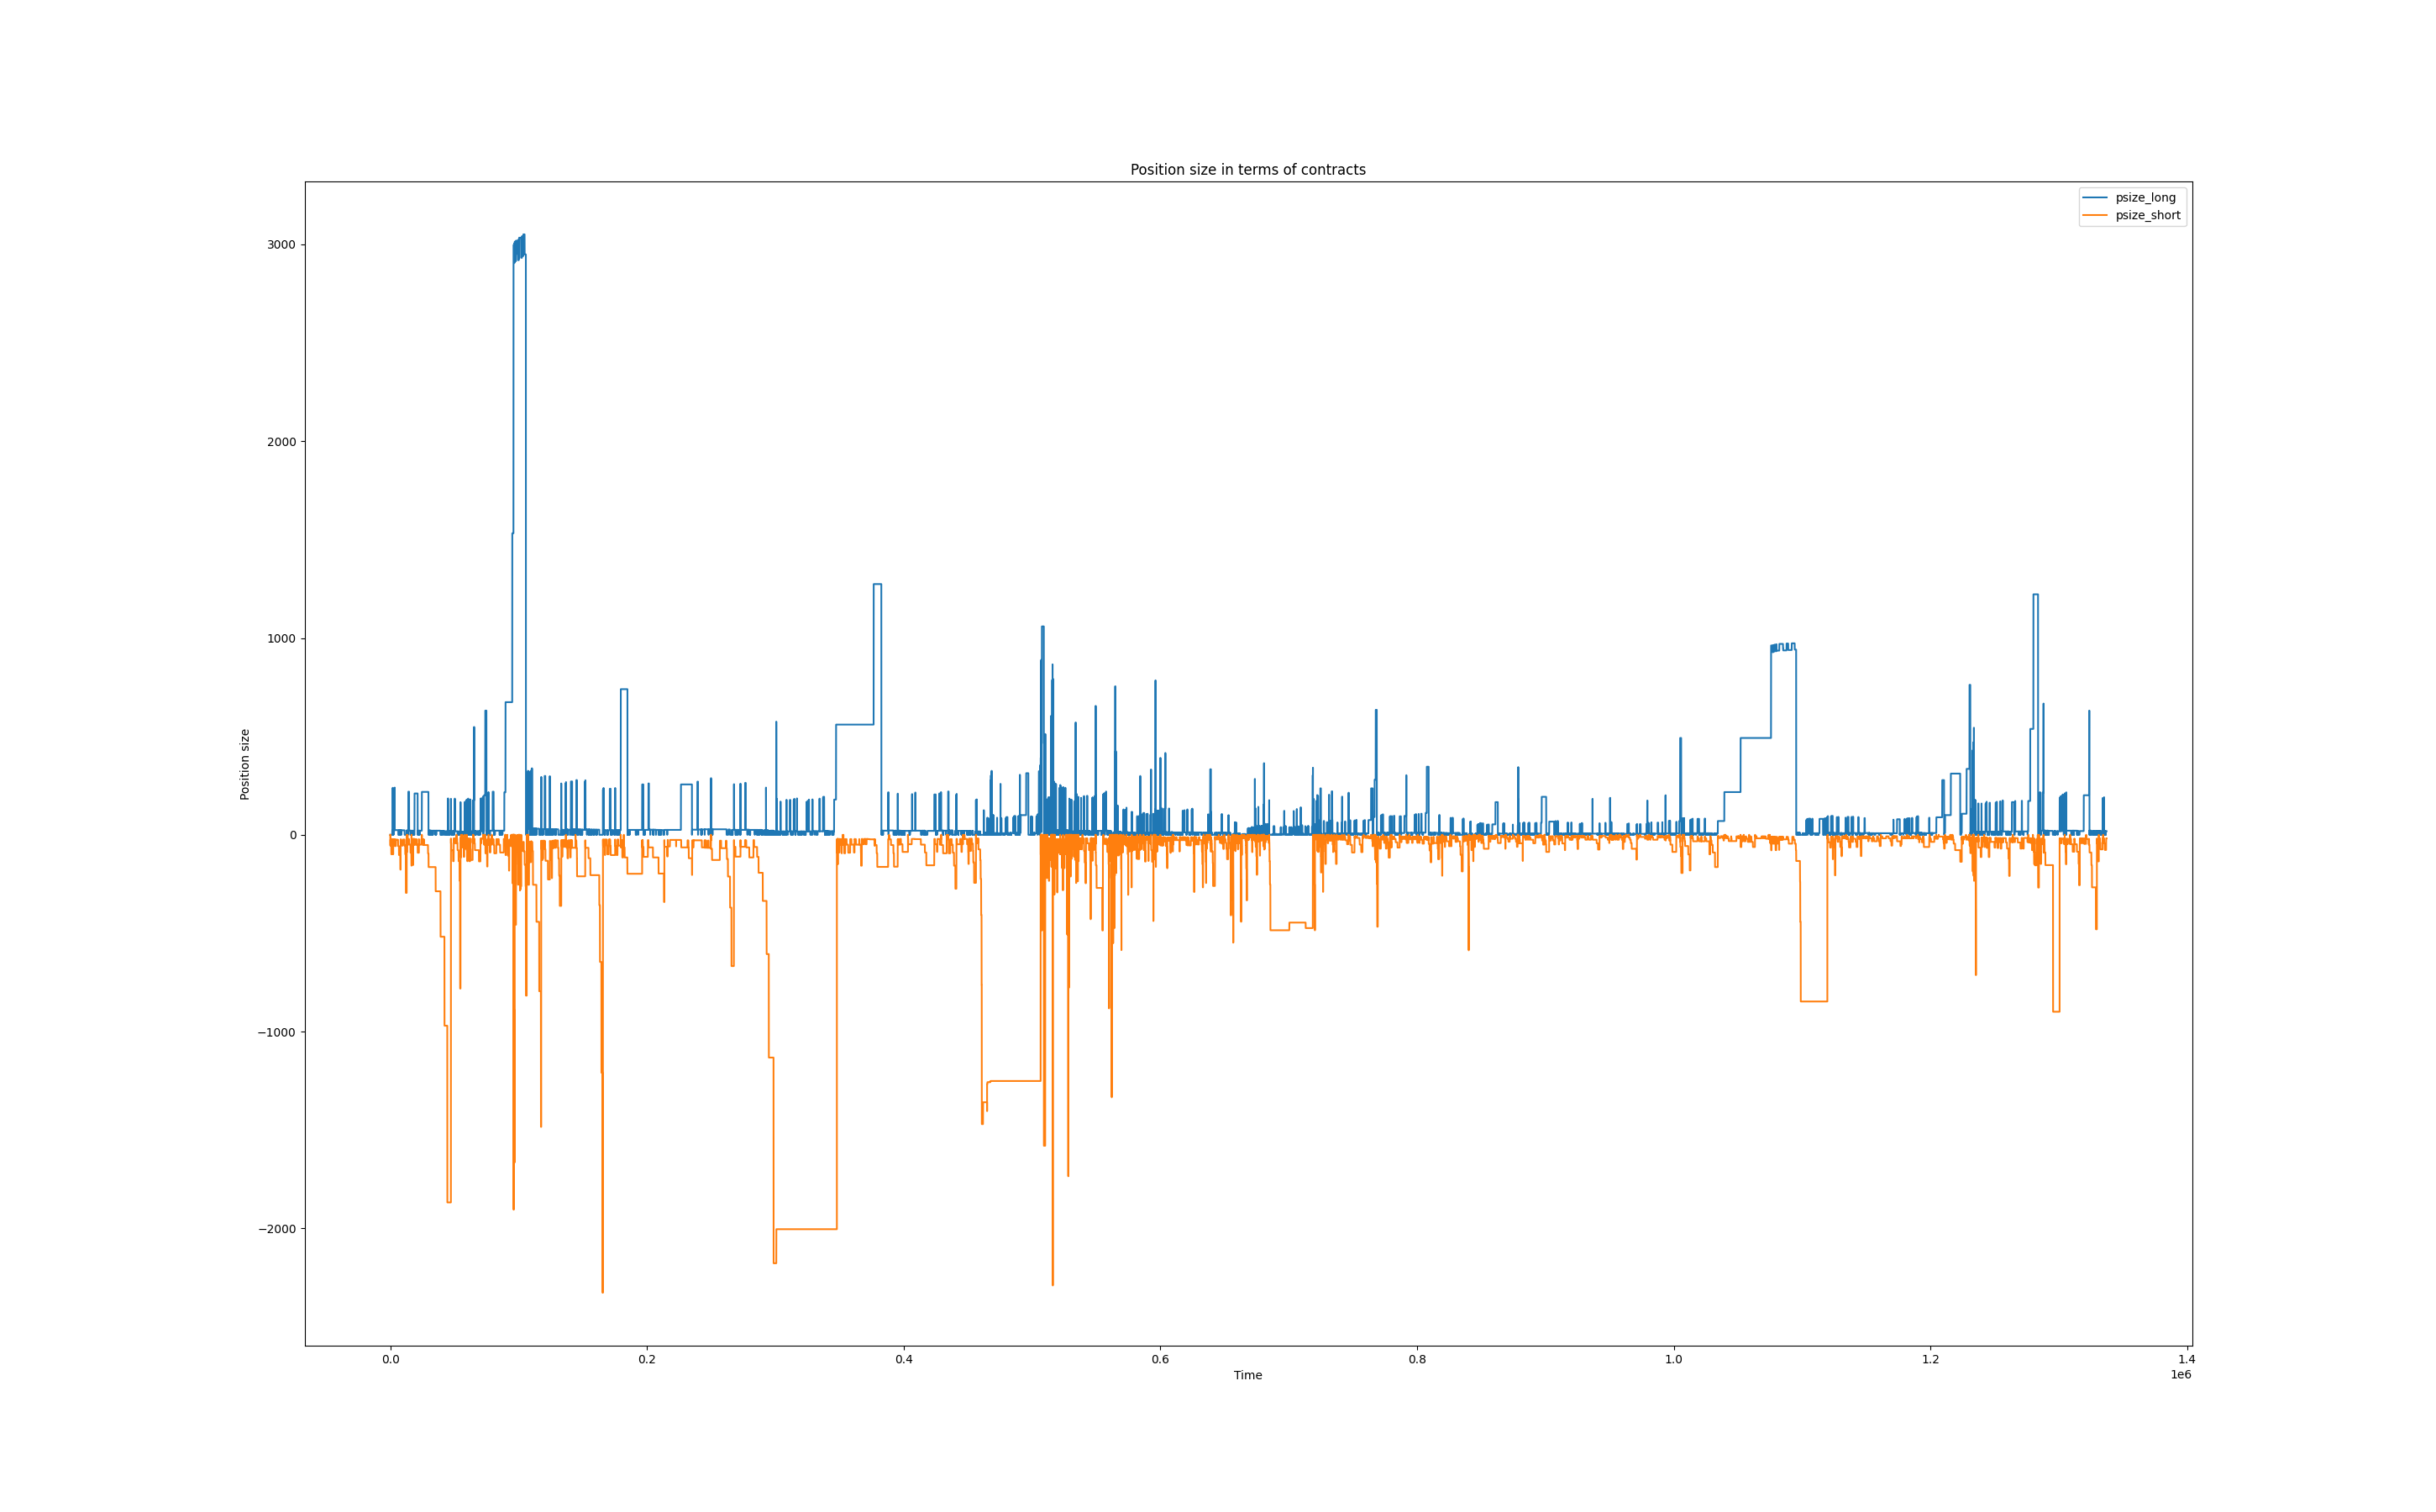 Position size in terms of contracts
psize_long
psize_short
3000
2000
1000
0
−1000
−2000
Position size
0.0
0.2
0.4
0.6
0.8
1.0
1.2
1.4
Time
1e6